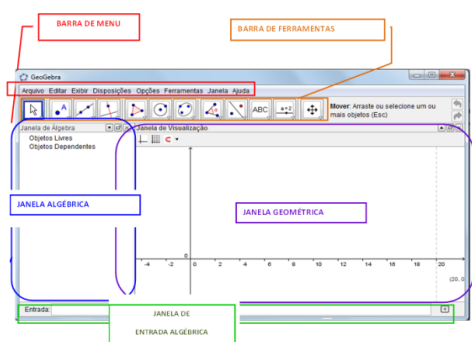 BARRA DE MENU
BARRA DE FERRAMENTAS
GeoGebra
Arquivo Editar Exibir Disposições Opções Ferramentas Janela Ajuda
A
ABC
a=2
Mover: Arraste ou selecione um ou
mais objetos (Esc)
Janela de Álgebra
Janela de Visualização
Objetos Livres
Objetos Dependentes
JANELA ALGÉBRICA
JANELA GEOMÉTRICA
0
-4 -2 0 2 4 6 8 10 12 14 16 18 20
(20, 0
Entrada:
JANELA DE
ENTRADA ALGÉBRICA